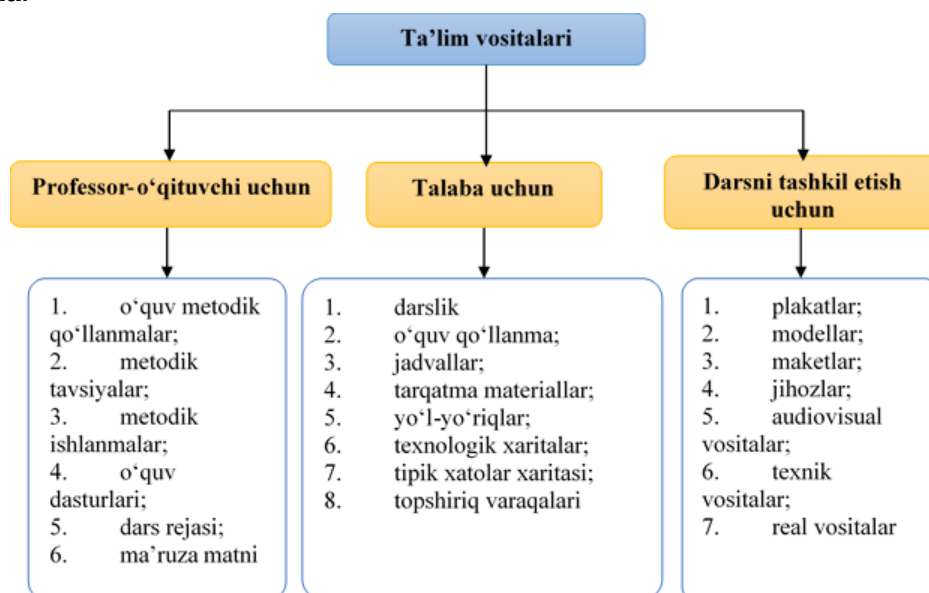 Ta’lim vositalari
Professor-o‘qituvchi uchun
Talaba uchun
Darsni tashkil etish
uchun
1. o‘quv metodik
qo‘llanmalar;
2. metodik
tavsiyalar;
3. metodik
ishlanmalar;
4. o‘quv
dasturlari;
5. dars rejasi;
6. ma’ruza matni
1. darslik
2. o‘quv qo‘llanma;
3. jadvallar;
4. tarqatma materiallar;
5. yo‘l-yo‘riqlar;
6. texnologik xaritalar;
7. tipik xatolar xaritasi;
8. topshiriq varaqalari
1. plakatlar;
2. modellar;
3. maketlar;
4. jihozlar;
5. audiovisual
vositalar;
6. texnik
vositalar;
7. real vositalar